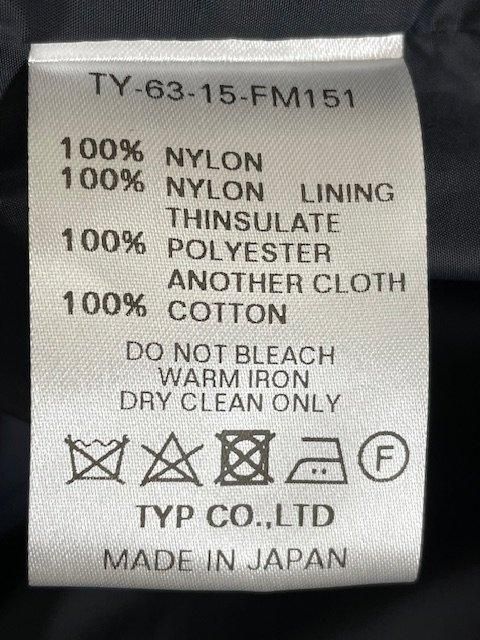 TY-63-15-FM151
100% NYLON
100% NYLON LINING
THINSULATE
100% POLYESTER
ANOTHER CLOTH
100% COTTON
DO NOT BLEACH
WARM IRON
DRY CLEAN ONLY
F
TYP CO.,LTD
MADE IN JAPAN